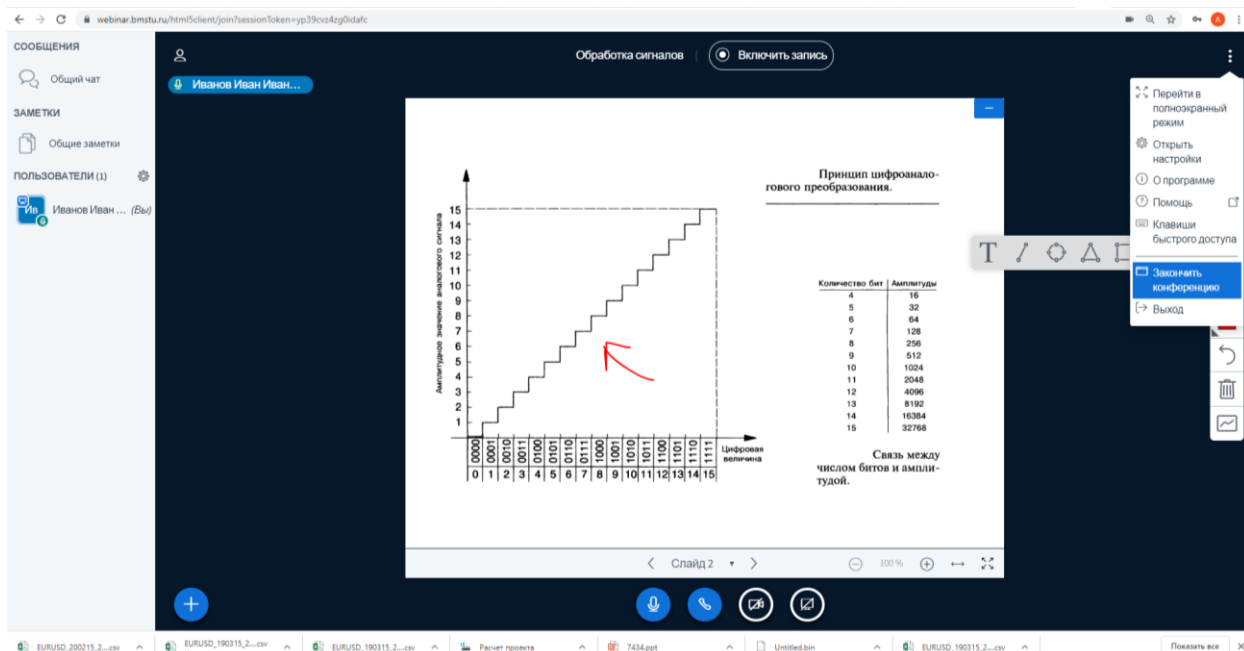 webinar.bmstu.ru/html5client/join?sessionToken=yp39cvz4zg0idafc
A
СООБЩЕНИЯ
Общий чат
ЗАМЕТКИ
Общие заметки
ПОЛЬЗОВАТЕЛИ (1)
Ив
Иванов Иван ... (Вы)
Обработка сигналов
Включить запись
Иванов Иван Иван...
Перейти в
полноэкранный
режим
Открыть
настройки
О программе
Помощь
Клавиши
быстрого доступа
Закончить
конференцию
Выход
T
Принцип цифроанало-
гового преобразования.
Амплитудное значение аналогового сигнала
15
14
13
12
11
10
9
8
7
6
5
4
3
2
1
0000 0001 0010 0011 0100 0101 0110 0111 1000 1001 1010 1011 1100 1101 1110 1111
0 1 2 3 4 5 6 7 8 9 10 11 12 13 14 15
Цифровая
величина
Количество бит Амплитуды
4 16
5 32
6 64
7 128
8 256
9 512
10 1024
11 2048
12 4096
13 8192
14 16384
15 32768
Связь между
числом битов и ампли-
тудой.
Слайд 2
100 %
EURUSD_200215_2....csv
EURUSD_190315_2....csv
EURUSD_190315_2....csv
Расчет проекта
7434.ppt
Untitled.bin
EURUSD_190315_2....csv
Показать все